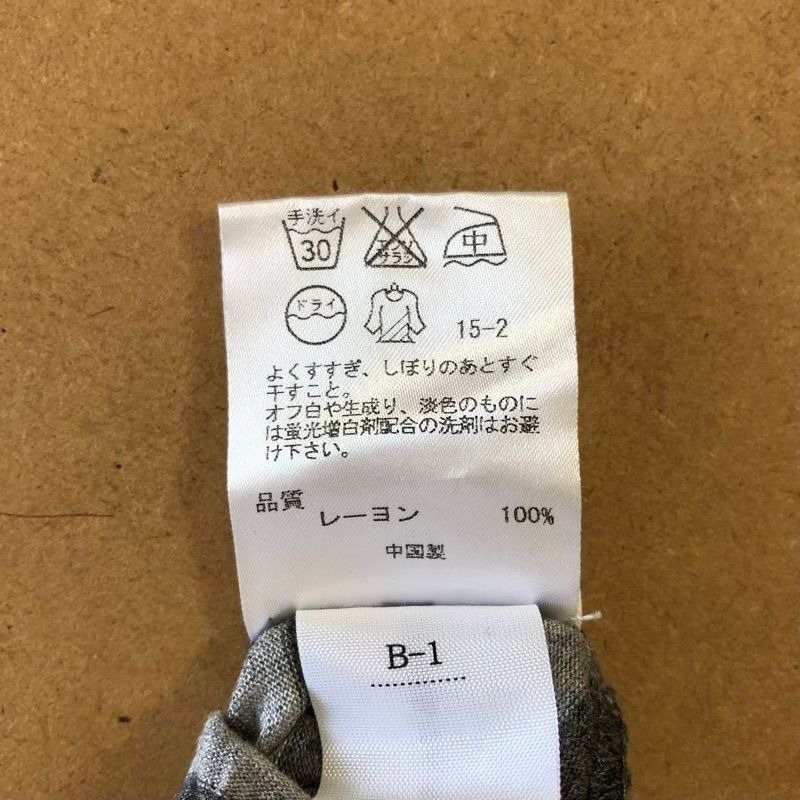 手洗イ
30
エンソ
サラシ
中
ドライ
15-2
よくすすぎ、しぼりのあとすぐ
干すこと。
オフ白や生成り、淡色のものに
は蛍光増白剤配合の洗剤はお避
け下さい。
品質 レーヨン 100%
中国製
B-1